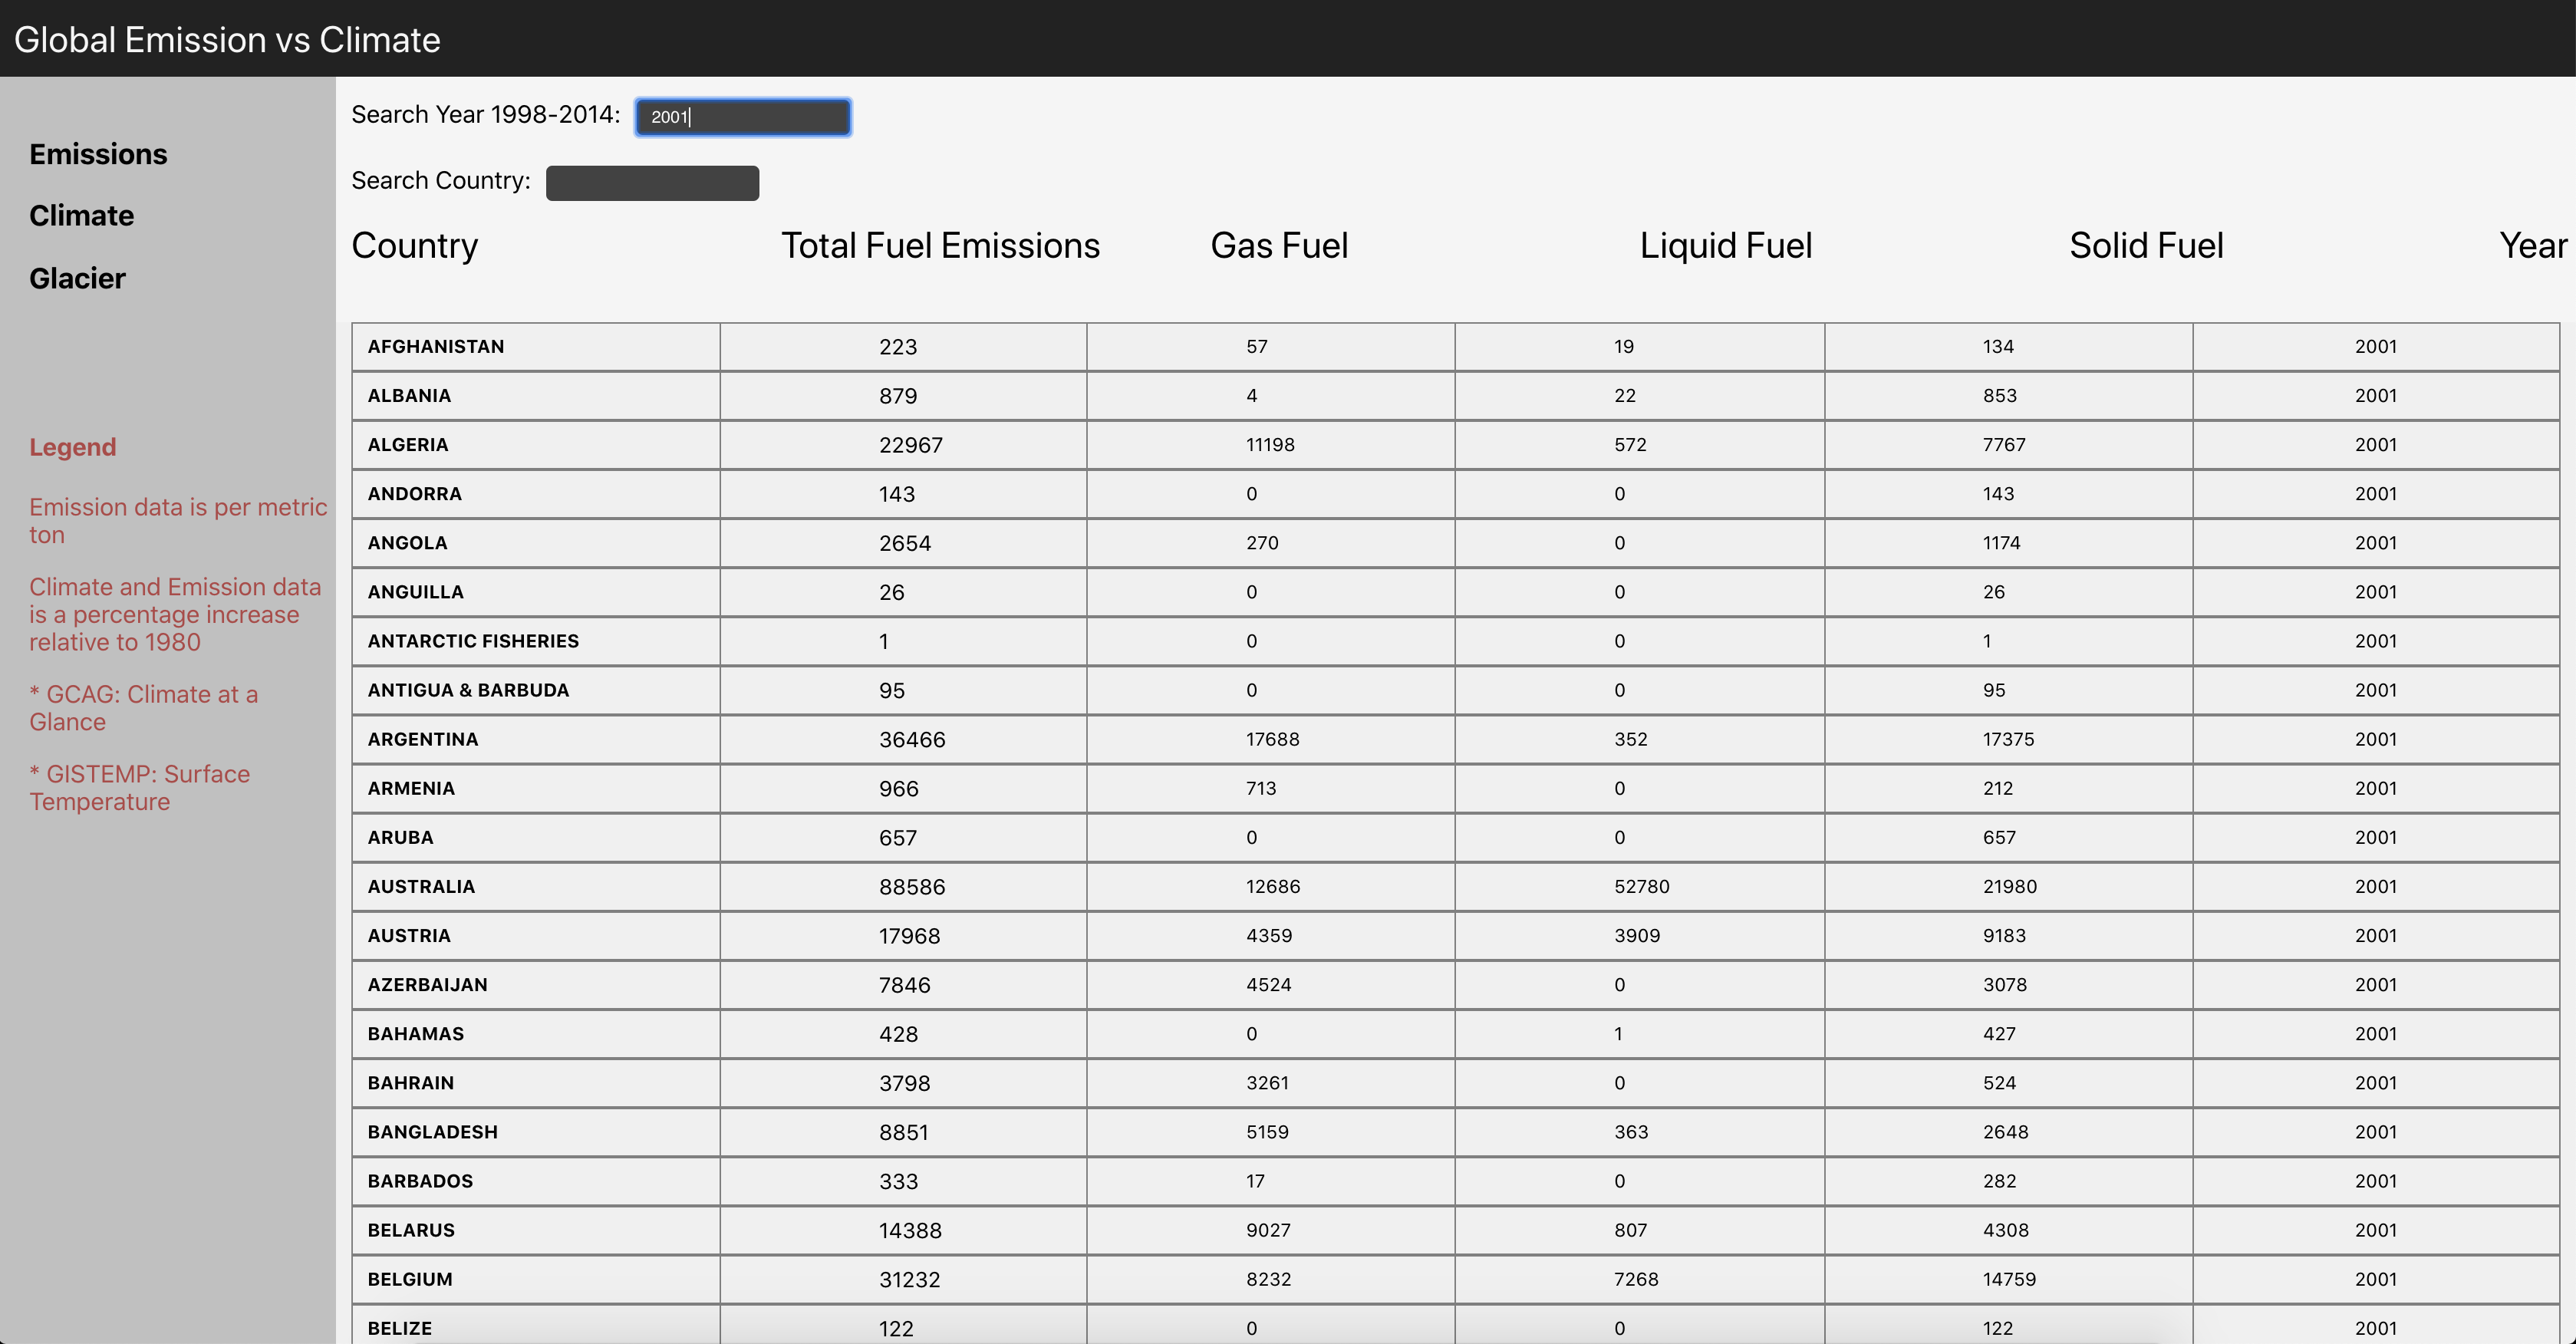 Global Emission vs Climate
Emissions
Climate
Glacier
Legend
Emission data is per metric
ton
Climate and Emission data
is a percentage increase
relative to 1980
* GCAG: Climate at a
Glance
* GISTEMP: Surface
Temperature
Search Year 1998-2014: 2001
Search Country:
Country Total Fuel Emissions Gas Fuel Liquid Fuel Solid Fuel Year
AFGHANISTAN 223 57 19 134 2001
ALBANIA 879 4 22 853 2001
ALGERIA 22967 11198 572 7767 2001
ANDORRA 143 0 0 143 2001
ANGOLA 2654 270 0 1174 2001
ANGUILLA 26 0 0 26 2001
ANTARCTIC FISHERIES 1 0 0 1 2001
ANTIGUA & BARBUDA 95 0 0 95 2001
ARGENTINA 36466 17688 352 17375 2001
ARMENIA 966 713 0 212 2001
ARUBA 657 0 0 657 2001
AUSTRALIA 88586 12686 52780 21980 2001
AUSTRIA 17968 4359 3909 9183 2001
AZERBAIJAN 7846 4524 0 3078 2001
BAHAMAS 428 0 1 427 2001
BAHRAIN 3798 3261 0 524 2001
BANGLADESH 8851 5159 363 2648 2001
BARBADOS 333 17 0 282 2001
BELARUS 14388 9027 807 4308 2001
BELGIUM 31232 8232 7268 14759 2001
BELIZE 122 0 0 122 2001